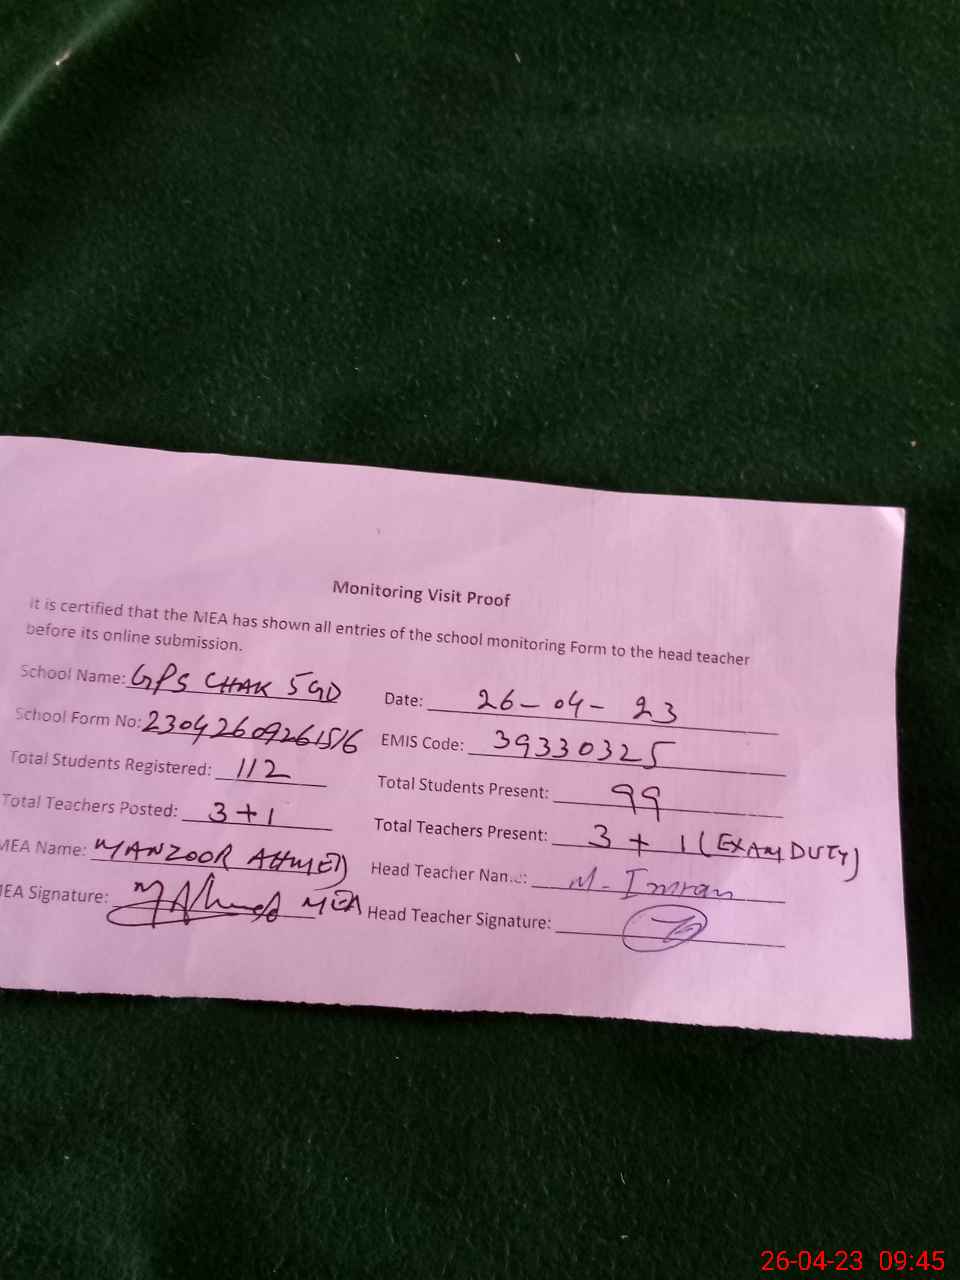 Monitoring Visit Proof
It is certified that the MEA has shown all entries of the school monitoring Form to the head teacher
before its online submission.
School Name: GPS CHAK 5GD Date: 26-04-23
School Form No: 23042609261516 EMIS Code: 39330325
Total Students Registered: 112 Total Students Present: 99
Total Teachers Posted: 3+1 Total Teachers Present: 3 + 1 (EXAM DUTY)
MEA Name: MANZOOR AHMED Head Teacher Name: M. Imran
MEA Signature: MEA Head Teacher Signature:
26-04-23 09:45